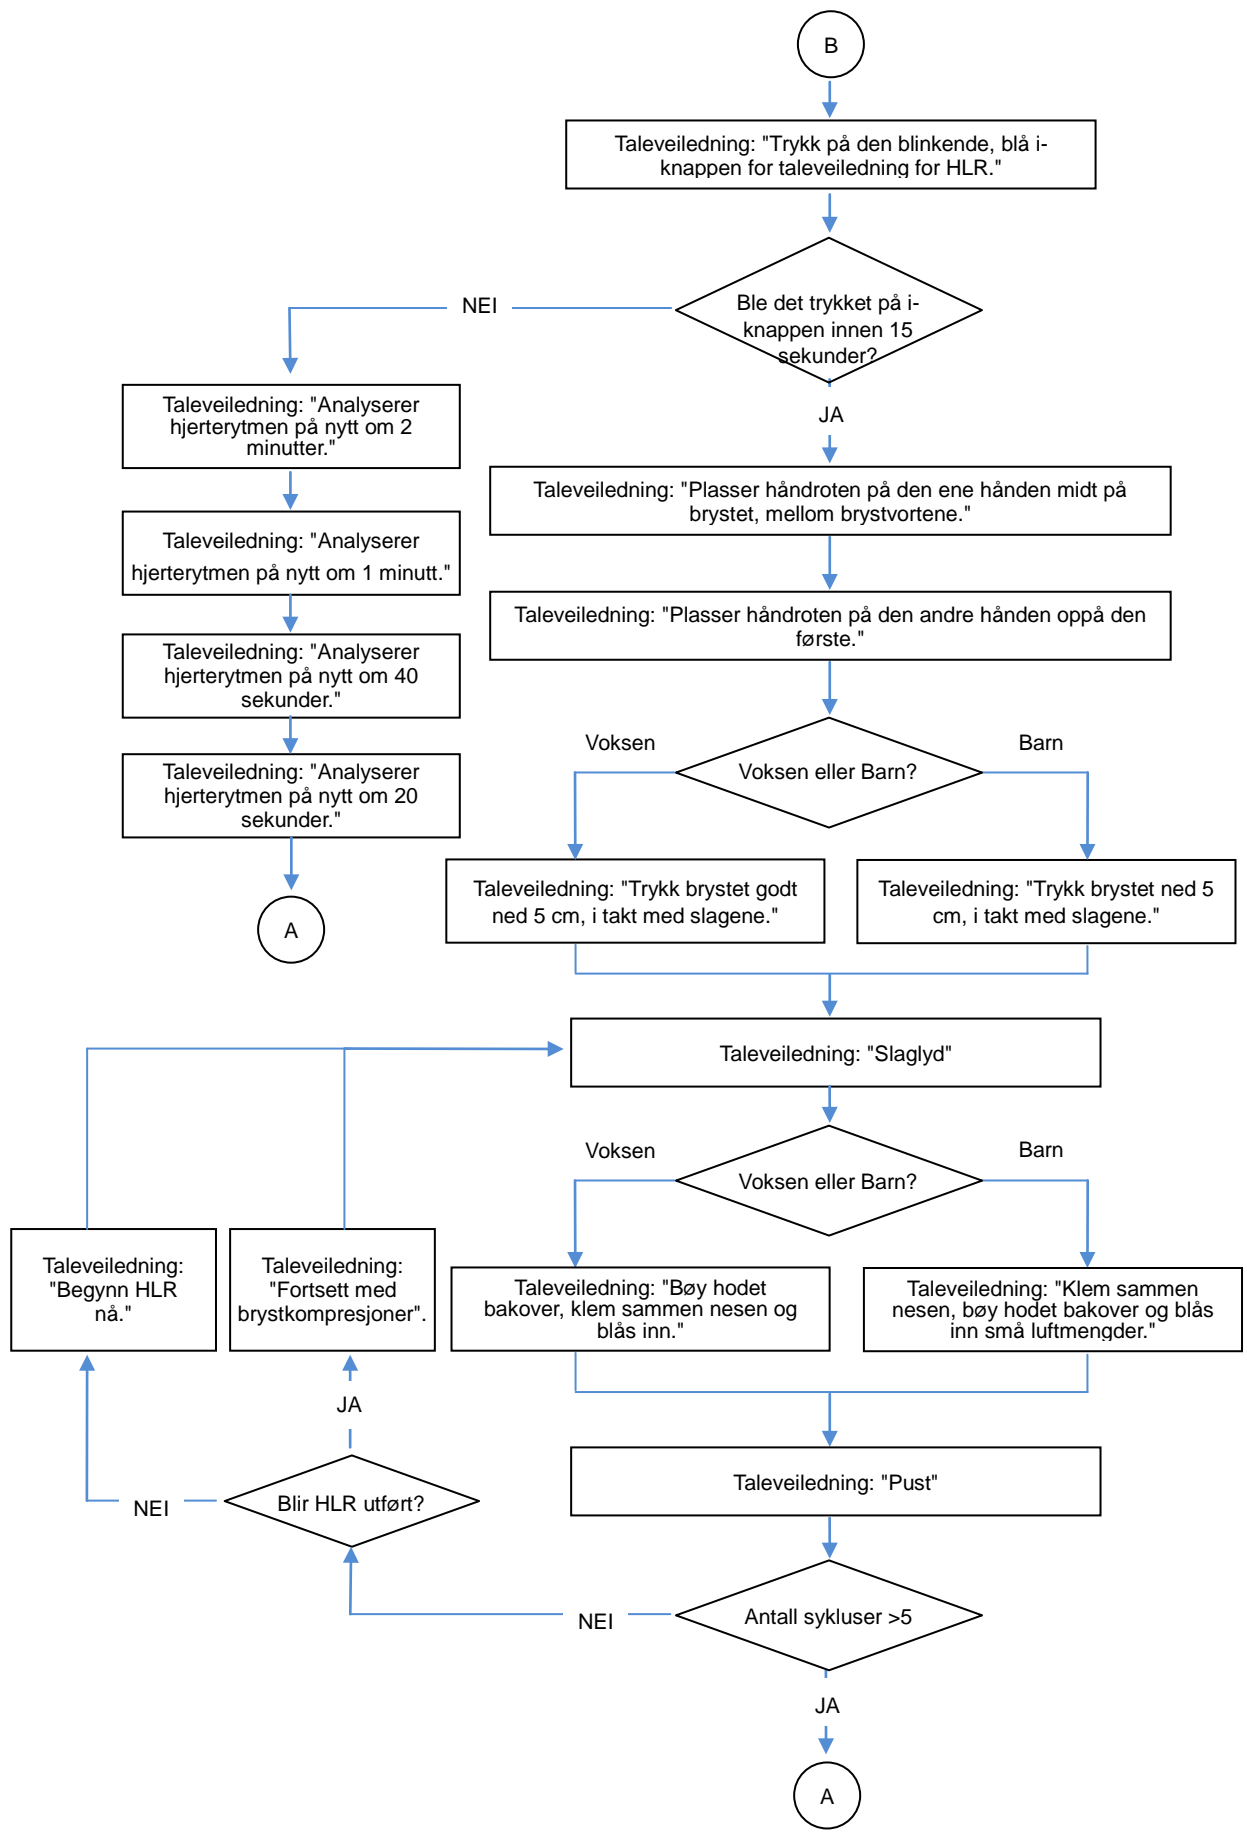 B
Taleveiledning: "Trykk på den blinkende, blå i-
knappen for taleveiledning for HLR."
NEI
Ble det trykket på i-
knappen innen 15
sekunder?
JA
Taleveiledning: "Analyserer
hjerterytmen på nytt om 2
minutter."
Taleveiledning: "Analyserer
hjerterytmen på nytt om 1 minutt."
Taleveiledning: "Analyserer
hjerterytmen på nytt om 40
sekunder."
Taleveiledning: "Analyserer
hjerterytmen på nytt om 20
sekunder."
A
Taleveiledning: "Plasser håndroten på den ene hånden midt på
brystet, mellom brystvortene."
Taleveiledning: "Plasser håndroten på den andre hånden oppå den
første."
Voksen
Voksen eller Barn?
Barn
Taleveiledning: "Trykk brystet godt
ned 5 cm, i takt med slagene."
Taleveiledning: "Trykk brystet ned 5
cm, i takt med slagene."
Taleveiledning: "Slaglyd"
Voksen
Voksen eller Barn?
Barn
Taleveiledning:
"Begynn HLR
nå."
Taleveiledning:
"Fortsett med
brystkompresjoner".
Taleveiledning: "Bøy hodet
bakover, klem sammen nesen og
blås inn."
Taleveiledning: "Klem sammen
nesen, bøy hodet bakover og blås
inn små luftmengder."
JA
NEI
Blir HLR utført?
Taleveiledning: "Pust"
NEI
Antall sykluser >5
JA
A